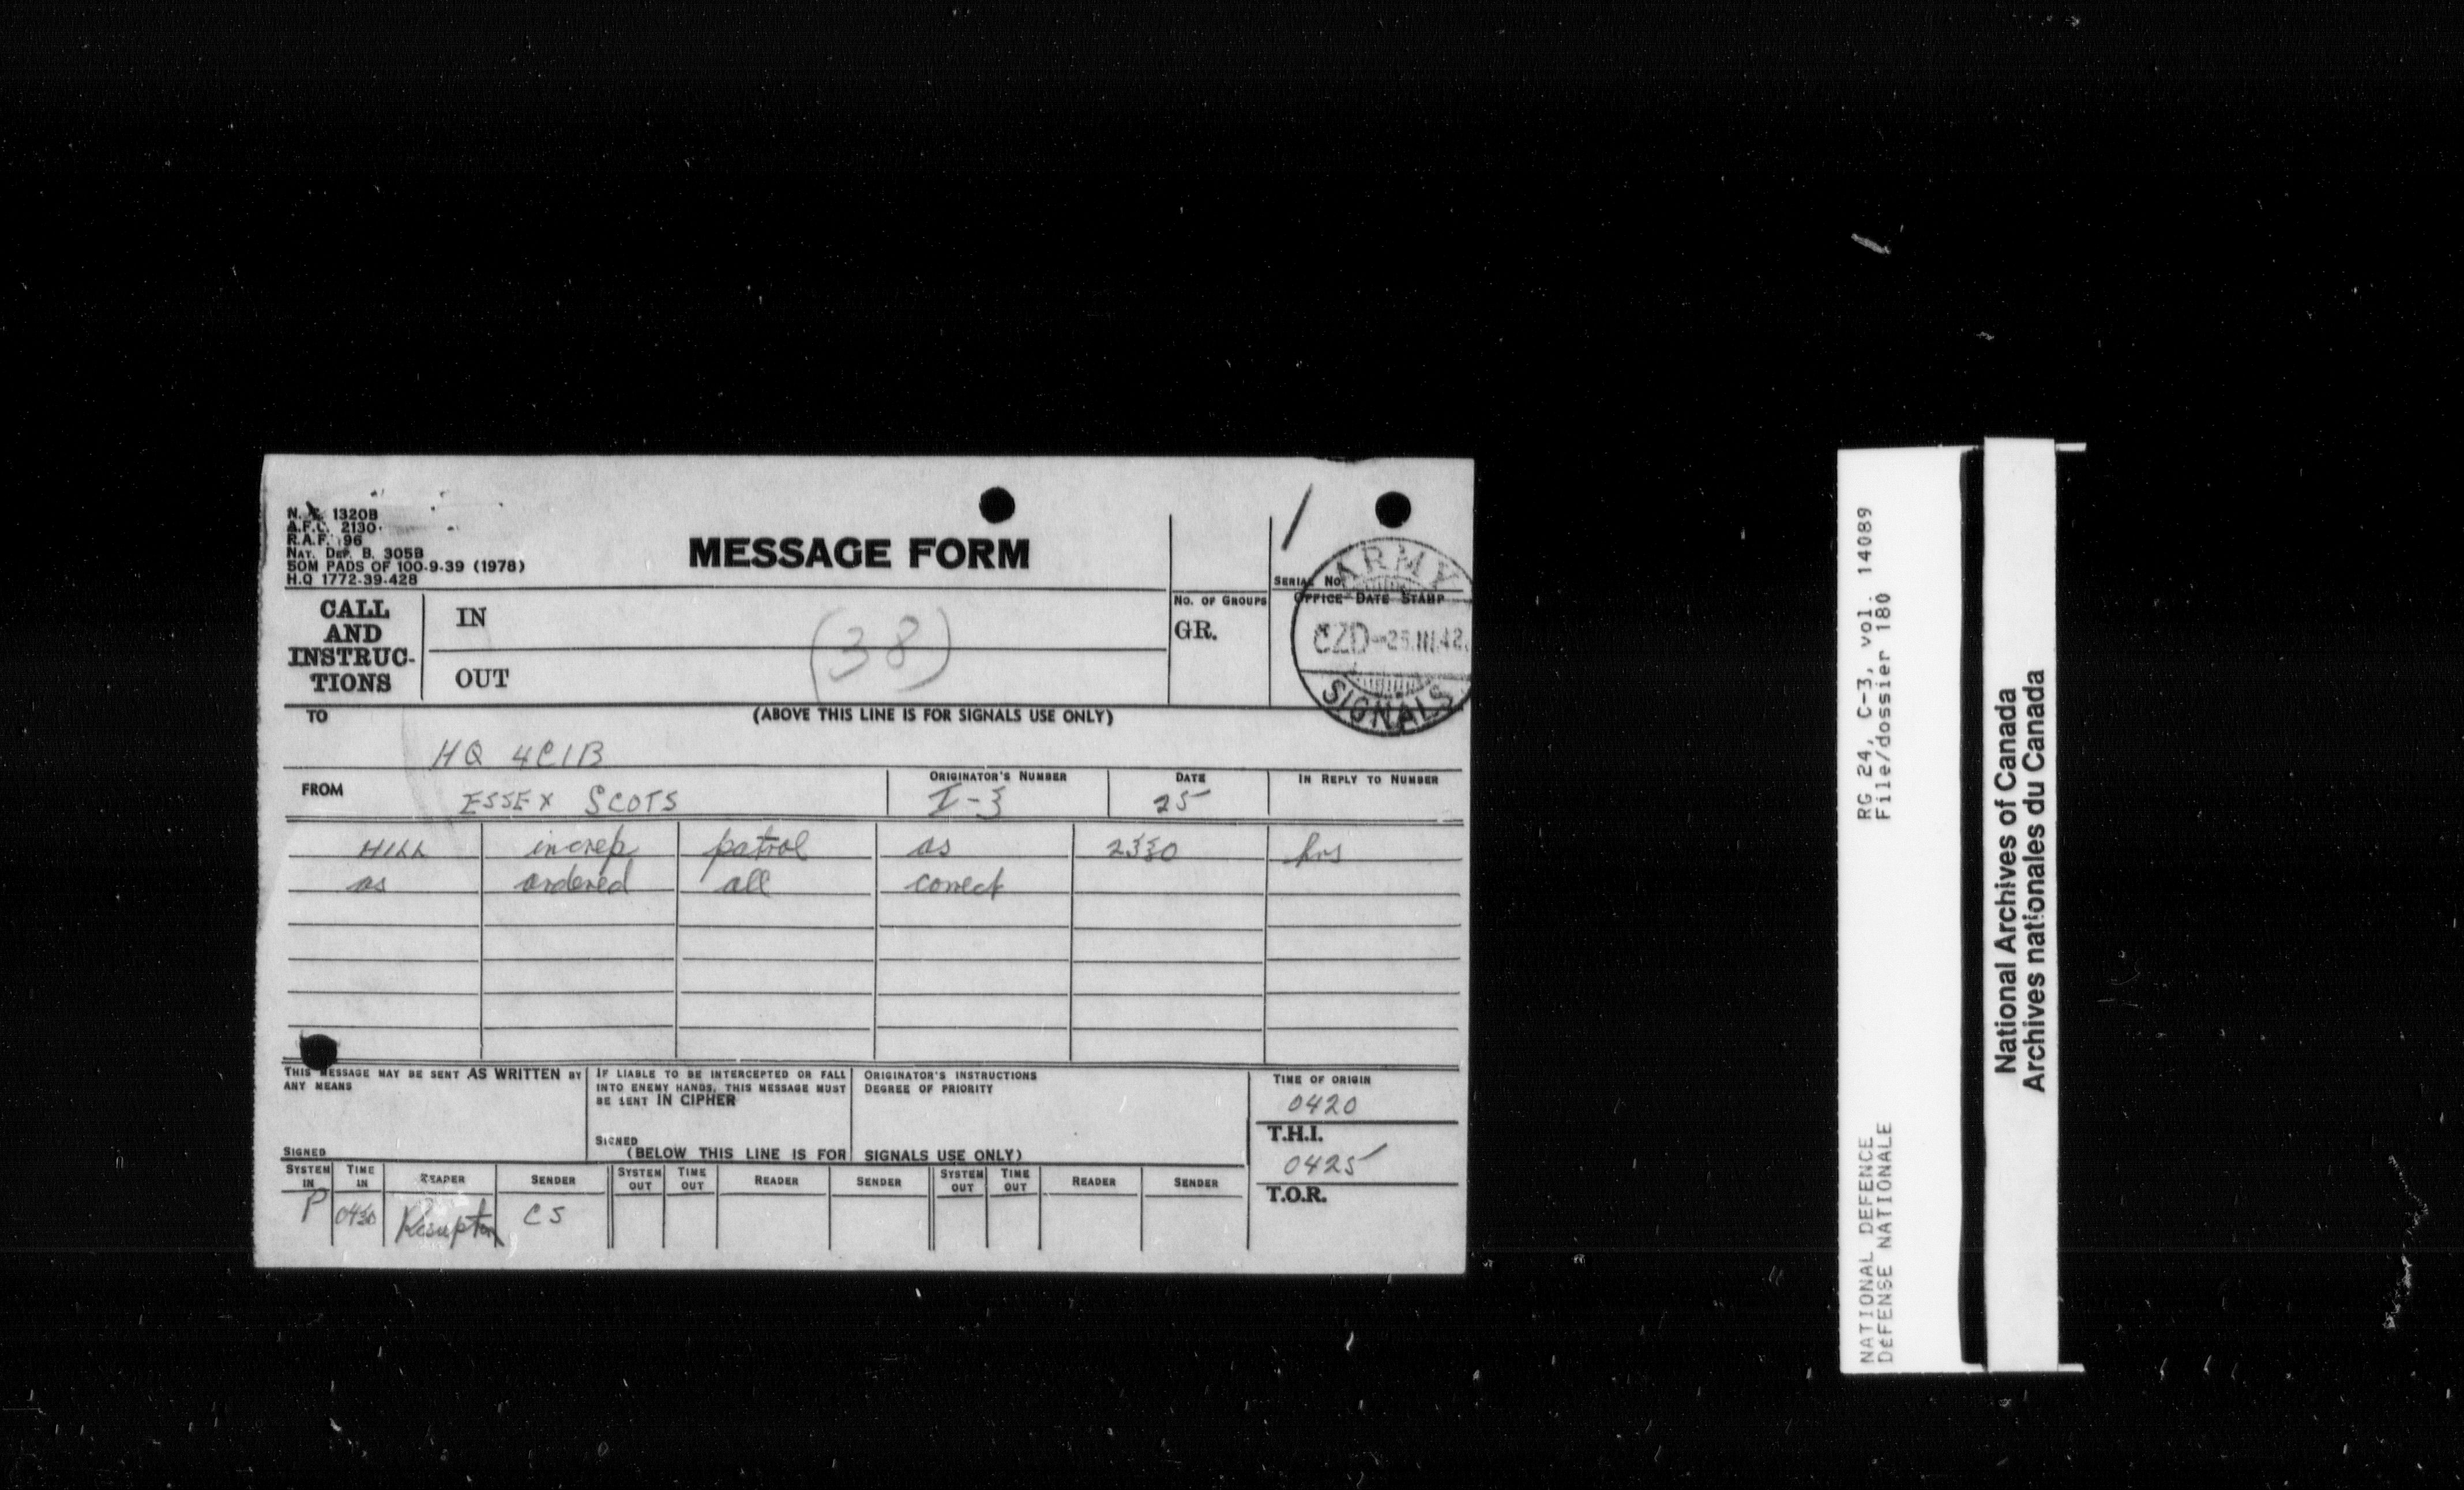 N. S. 1320B
A.F.C. 2130
R.A.F. 96
NAT. DEF. B. 305B
50M PADS OF 100-9-39 (1978)
H.Q 1772-39-428
MESSAGE FORM
SERIAL NO.
CALL AND INSTRUC-TIONS
IN
OUT
(38)
NO. OF GROUPS
GR.
OFFICE DATE STAMP
ARMY
CZD-25.III.42.
SIGNALS
TO
(ABOVE THIS LINE IS FOR SIGNALS USE ONLY)
HQ 4CIB
FROM
ESSEX SCOTS
ORIGINATOR'S NUMBER
I-3
DATE
25
IN REPLY TO NUMBER
HILL increp patrol as 2330 hrs
as ordered all correct
THIS MESSAGE MAY BE SENT AS WRITTEN BY ANY MEANS
SIGNED
IF LIABLE TO BE INTERCEPTED OR FALL
INTO ENEMY HANDS, THIS MESSAGE MUST
BE SENT IN CIPHER
SIGNED
ORIGINATOR'S INSTRUCTIONS
DEGREE OF PRIORITY
(BELOW THIS LINE IS FOR SIGNALS USE ONLY)
TIME OF ORIGIN
0420
T.H.I.
0425
T.O.R.
SYSTEM IN TIME IN READER SENDER SYSTEM OUT TIME OUT READER SENDER SYSTEM OUT TIME OUT READER SENDER
P 0430 CS
RG 24, C-3, vol. 14089
File/dossier 180
NATIONAL DEFENCE
DéFENSE NATIONALE
National Archives of Canada
Archives nationales du Canada